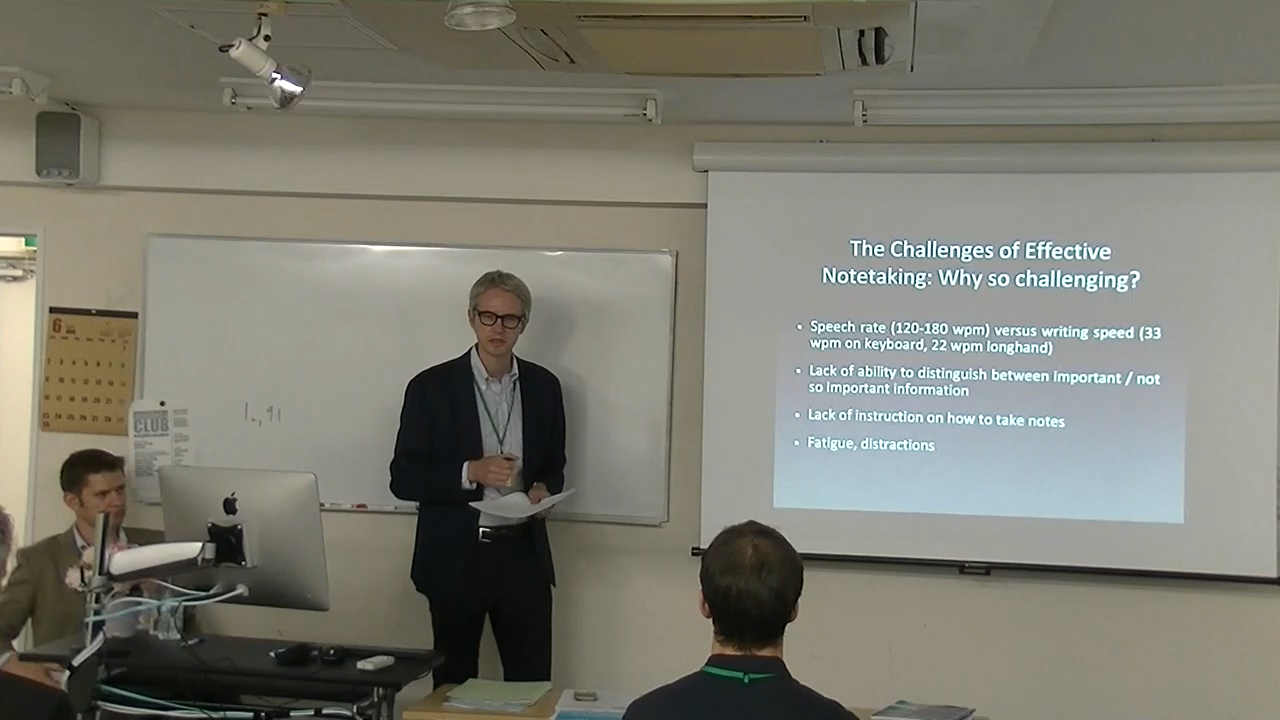 The Challenges of Effective
Notetaking: Why so challenging?
• Speech rate (120-180 wpm) versus writing speed (33
wpm on keyboard, 22 wpm longhand)
• Lack of ability to distinguish between important / not
so important information
• Lack of instruction on how to take notes
• Fatigue, distractions
6
CLUB